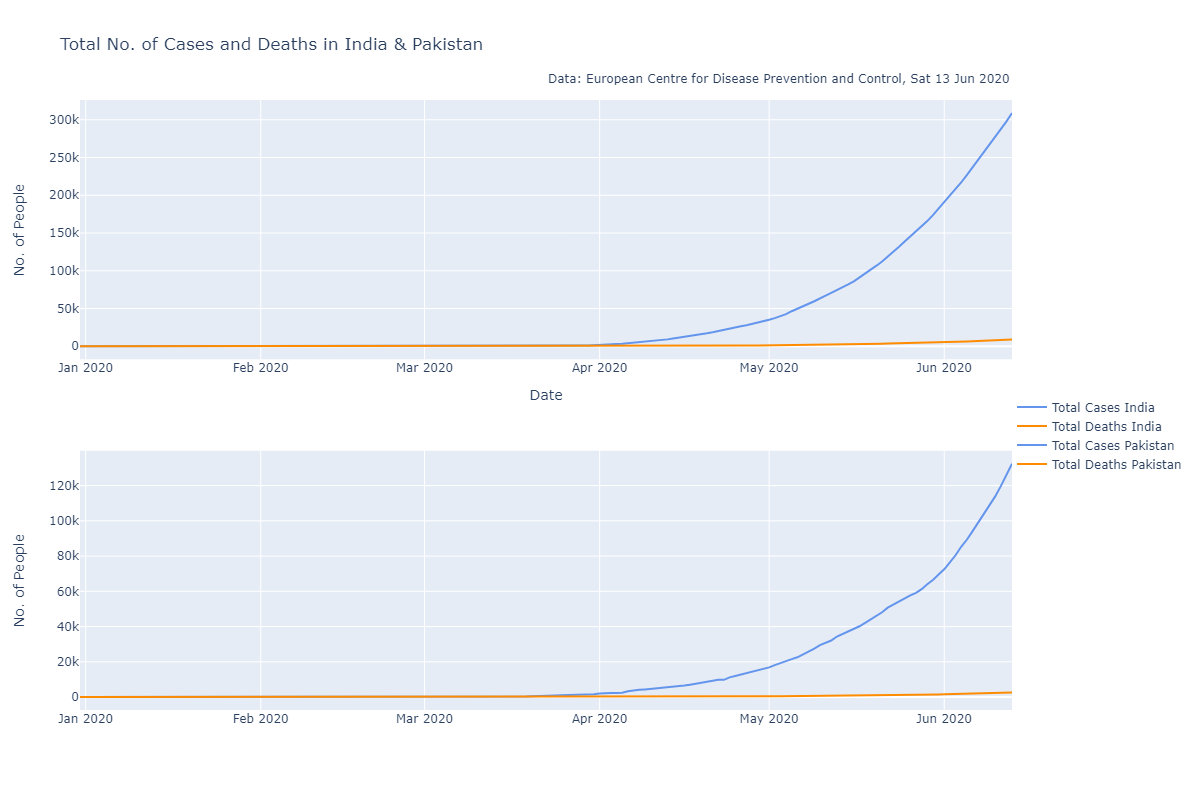 Total No. of Cases and Deaths in India & Pakistan
Data: European Centre for Disease Prevention and Control, Sat 13 Jun 2020
No. of People
300k
250k
200k
150k
100k
50k
0
Jan 2020 Feb 2020 Mar 2020 Apr 2020 May 2020 Jun 2020
Date
Total Cases India
Total Deaths India
Total Cases Pakistan
Total Deaths Pakistan
No. of People
120k
100k
80k
60k
40k
20k
0
Jan 2020 Feb 2020 Mar 2020 Apr 2020 May 2020 Jun 2020